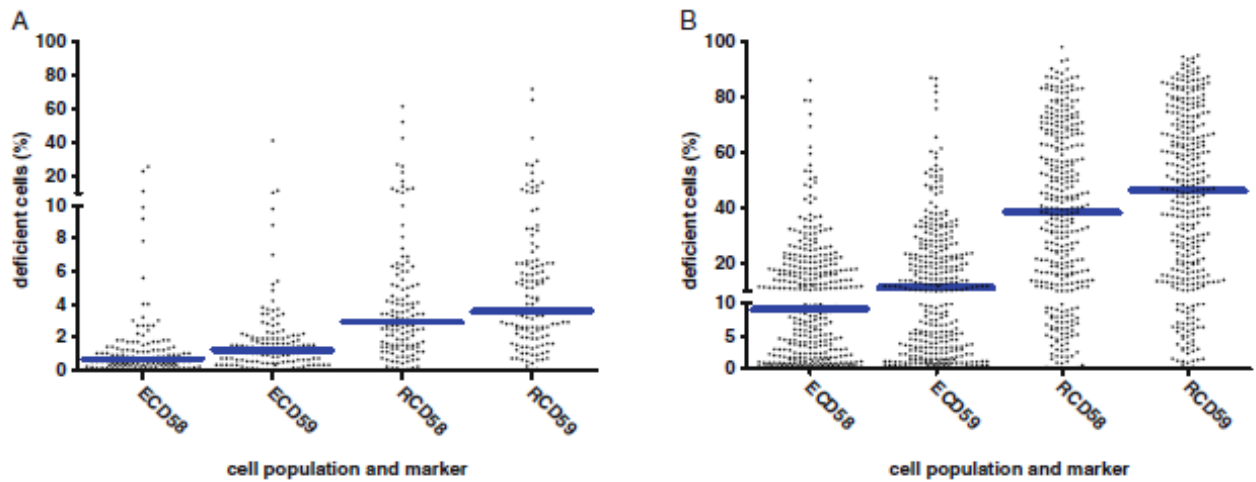 A
100
80
60
40
20
10
8
6
4
2
0
deficient cells (%)
ECD58
ECD59
RCD58
RCD59
cell population and marker
B
100
80
60
40
20
10
5
0
deficient cells (%)
ECD58
ECD59
RCD58
RCD59
cell population and marker